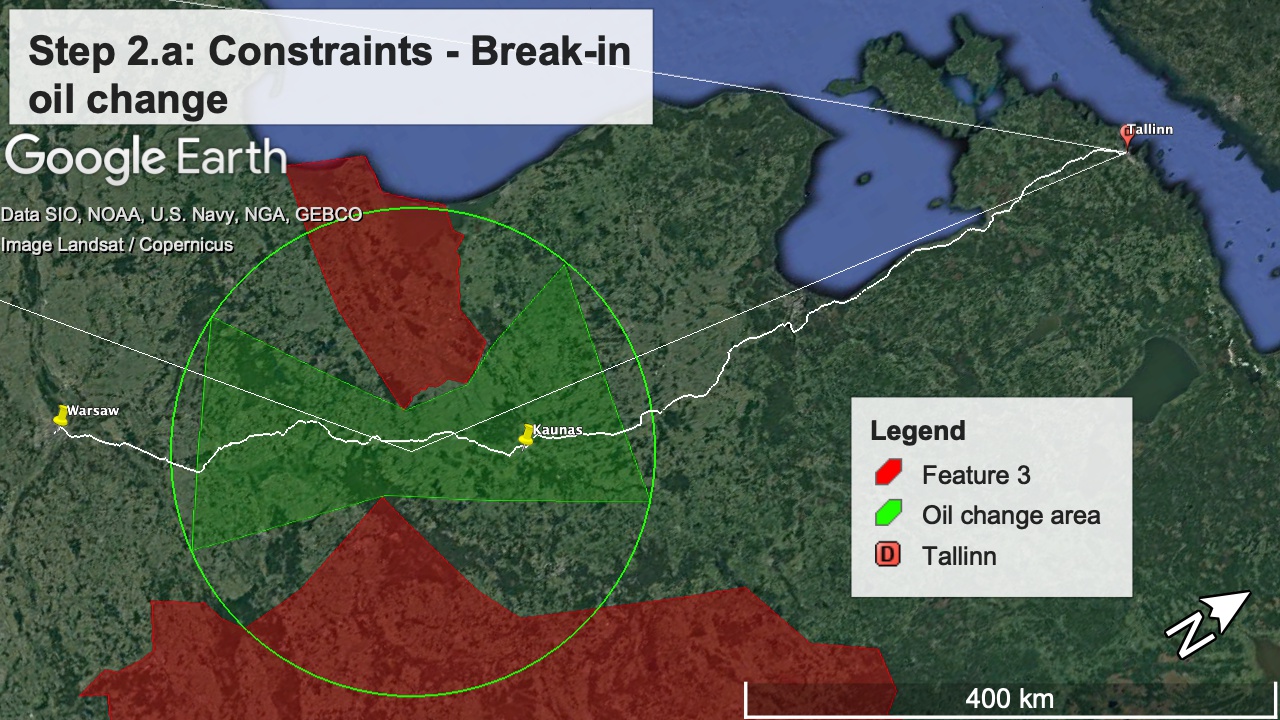 Step 2.a: Constraints - Break-in
oil change
Google Earth
Data SIO, NOAA, U.S. Navy, NGA, GEBCO
Image Landsat / Copernicus
Tallinn
Warsaw
Kaunas
Legend
Feature 3
Oil change area
D Tallinn
N
400 km